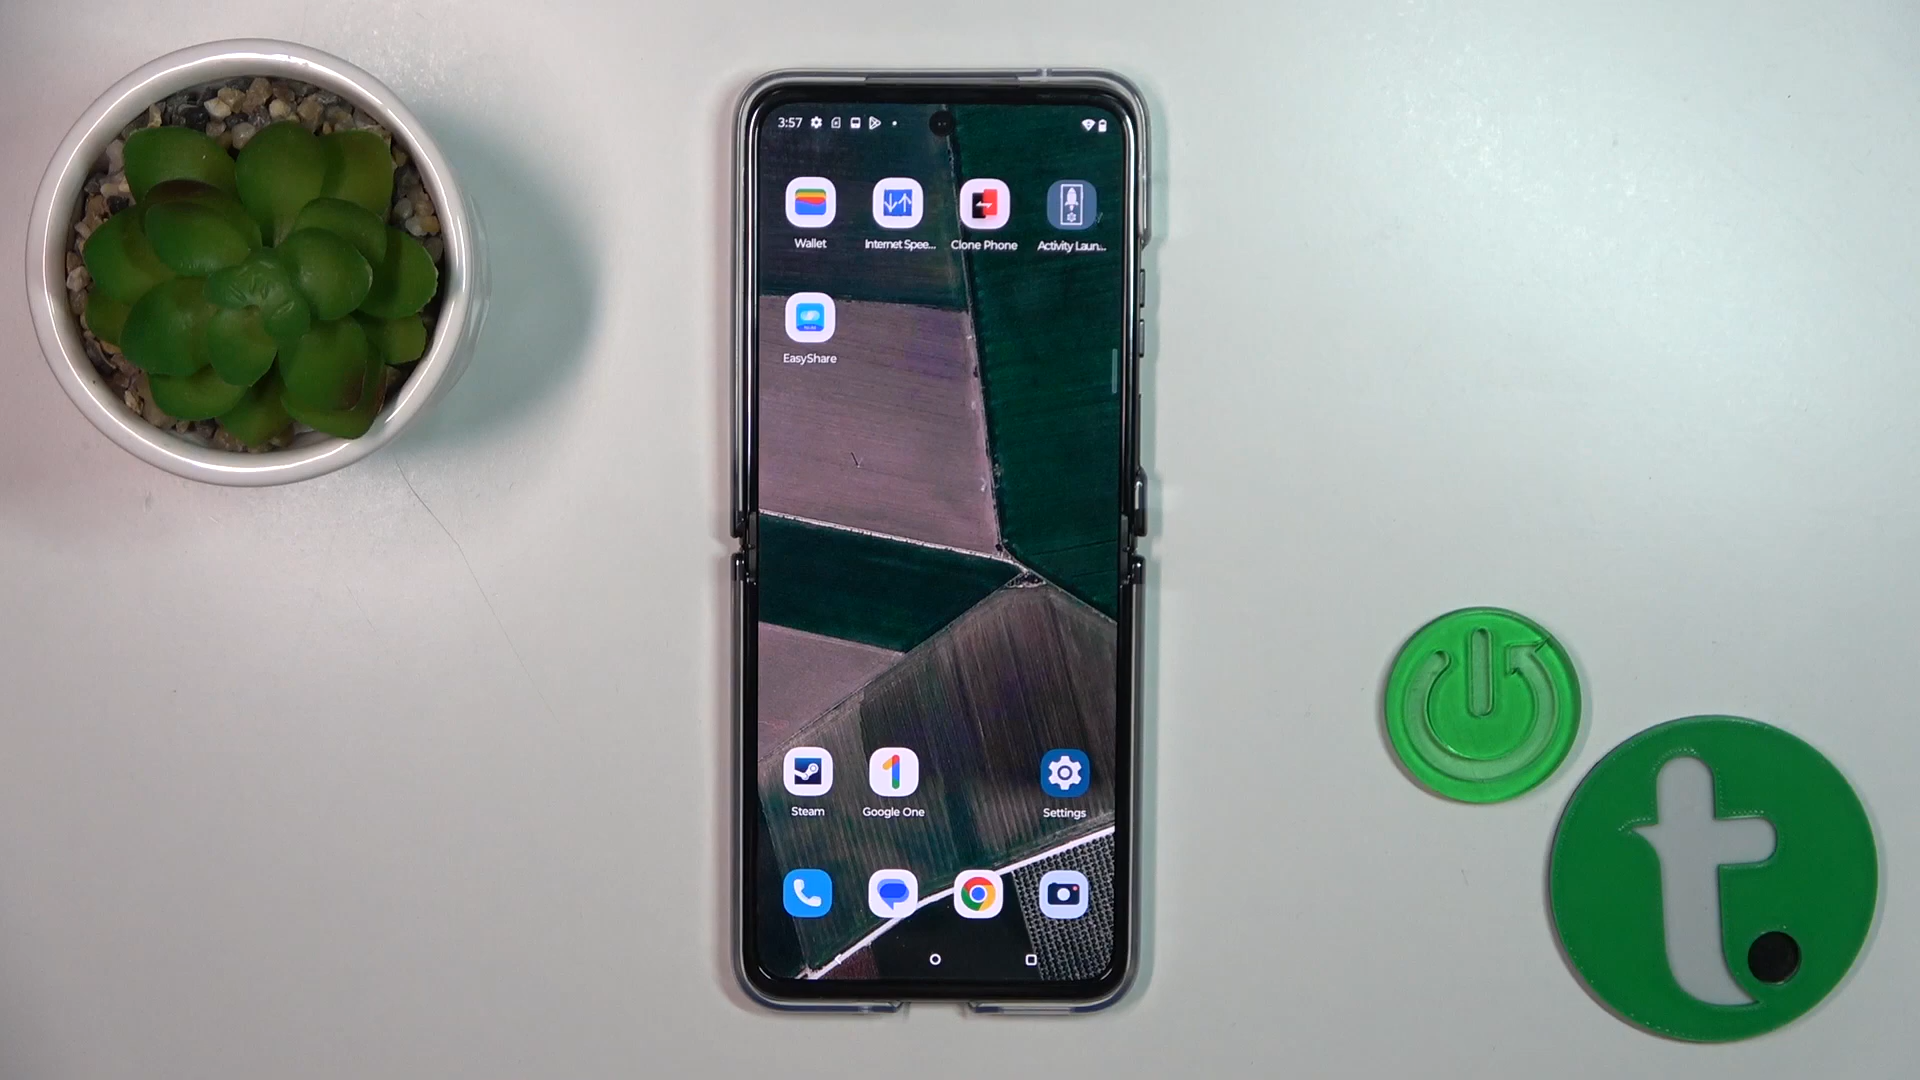 3:57
Wallet
Internet Spee...
Clone Phone
Activity Laun...
EasyShare
Steam
Google One
Settings
t